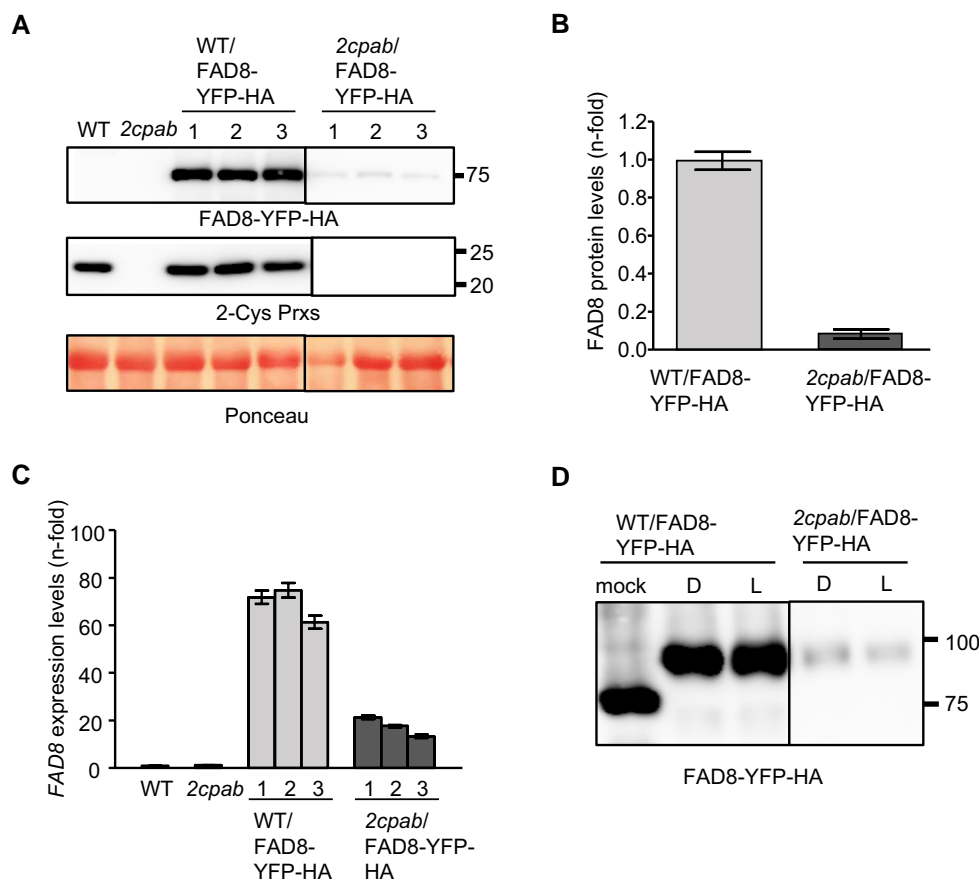 A
WT/
FAD8-
YFP-HA
2cpab/
FAD8-
YFP-HA
WT 2cpab 1 2 3 1 2 3
75
FAD8-YFP-HA
25
20
2-Cys Prxs
Ponceau
B
FAD8 protein levels (n-fold)
1.2
1.0
0.8
0.6
0.4
0.2
0.0
WT/FAD8-
YFP-HA
2cpab/FAD8-
YFP-HA
C
FAD8 expression levels (n-fold)
100
80
60
40
20
0
WT 2cpab 1 2 3 1 2 3
WT/
FAD8-
YFP-HA
2cpab/
FAD8-YFP-
HA
D
WT/FAD8-
YFP-HA
2cpab/FAD8-
YFP-HA
mock D L D L
100
75
FAD8-YFP-HA